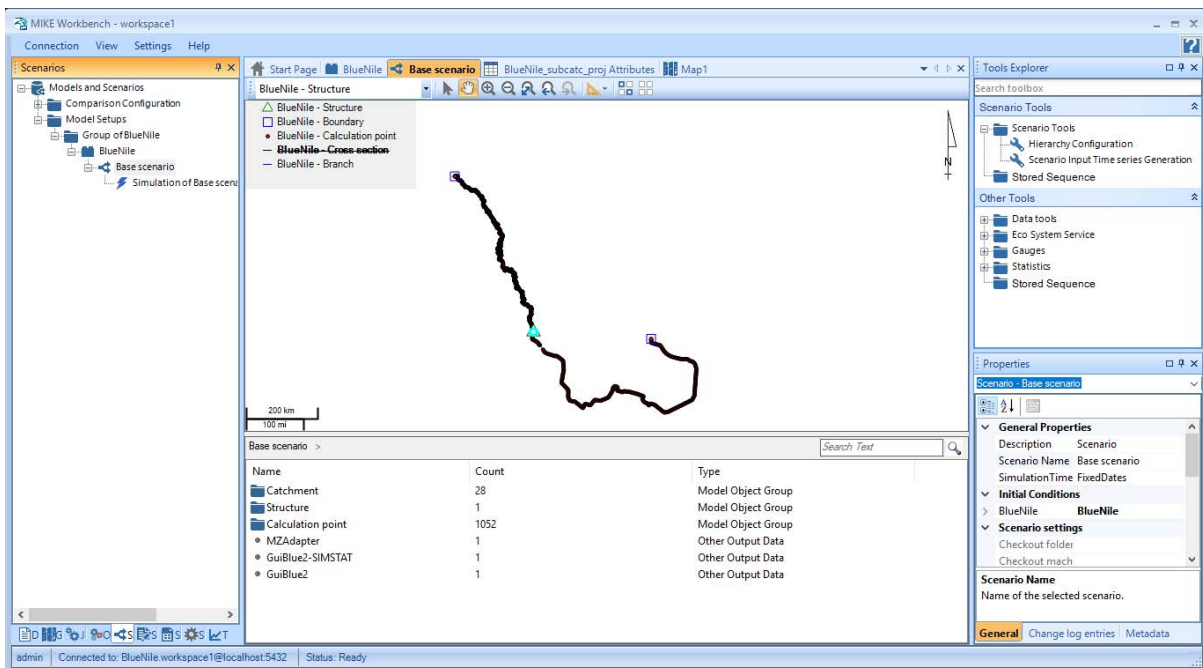 MIKE Workbench - workspace1
Connection View Settings Help
Scenarios
Models and Scenarios
Comparison Configuration
Model Setups
Group of BlueNile
BlueNile
Base scenario
Simulation of Base scena
D G J O S S S S T
Start Page BlueNile Base scenario BlueNile_subcatc_proj Attributes Map1
BlueNile - Structure
BlueNile - Structure
BlueNile - Boundary
BlueNile - Calculation point
BlueNile - Cross section
BlueNile - Branch
N
200 km
100 mi
Base scenario >
Search Text
Name Count Type
Catchment 28 Model Object Group
Structure 1 Model Object Group
Calculation point 1052 Model Object Group
MZAdapter 1 Other Output Data
GuiBlue2-SIMSTAT 1 Other Output Data
GuiBlue2 1 Other Output Data
Tools Explorer
Search toolbox
Scenario Tools
Scenario Tools
Hierarchy Configuration
Scenario Input Time series Generation
Stored Sequence
Other Tools
Data tools
Eco System Service
Gauges
Statistics
Stored Sequence
Properties
Scenario - Base scenario
General Properties
Description Scenario
Scenario Name Base scenario
SimulationTime FixedDates
Initial Conditions
BlueNile BlueNile
Scenario settings
Checkout folder
Checkout mach
Scenario Name
Name of the selected scenario.
General Change log entries Metadata
admin Connected to: BlueNile.workspace1@localhost:5432 Status: Ready